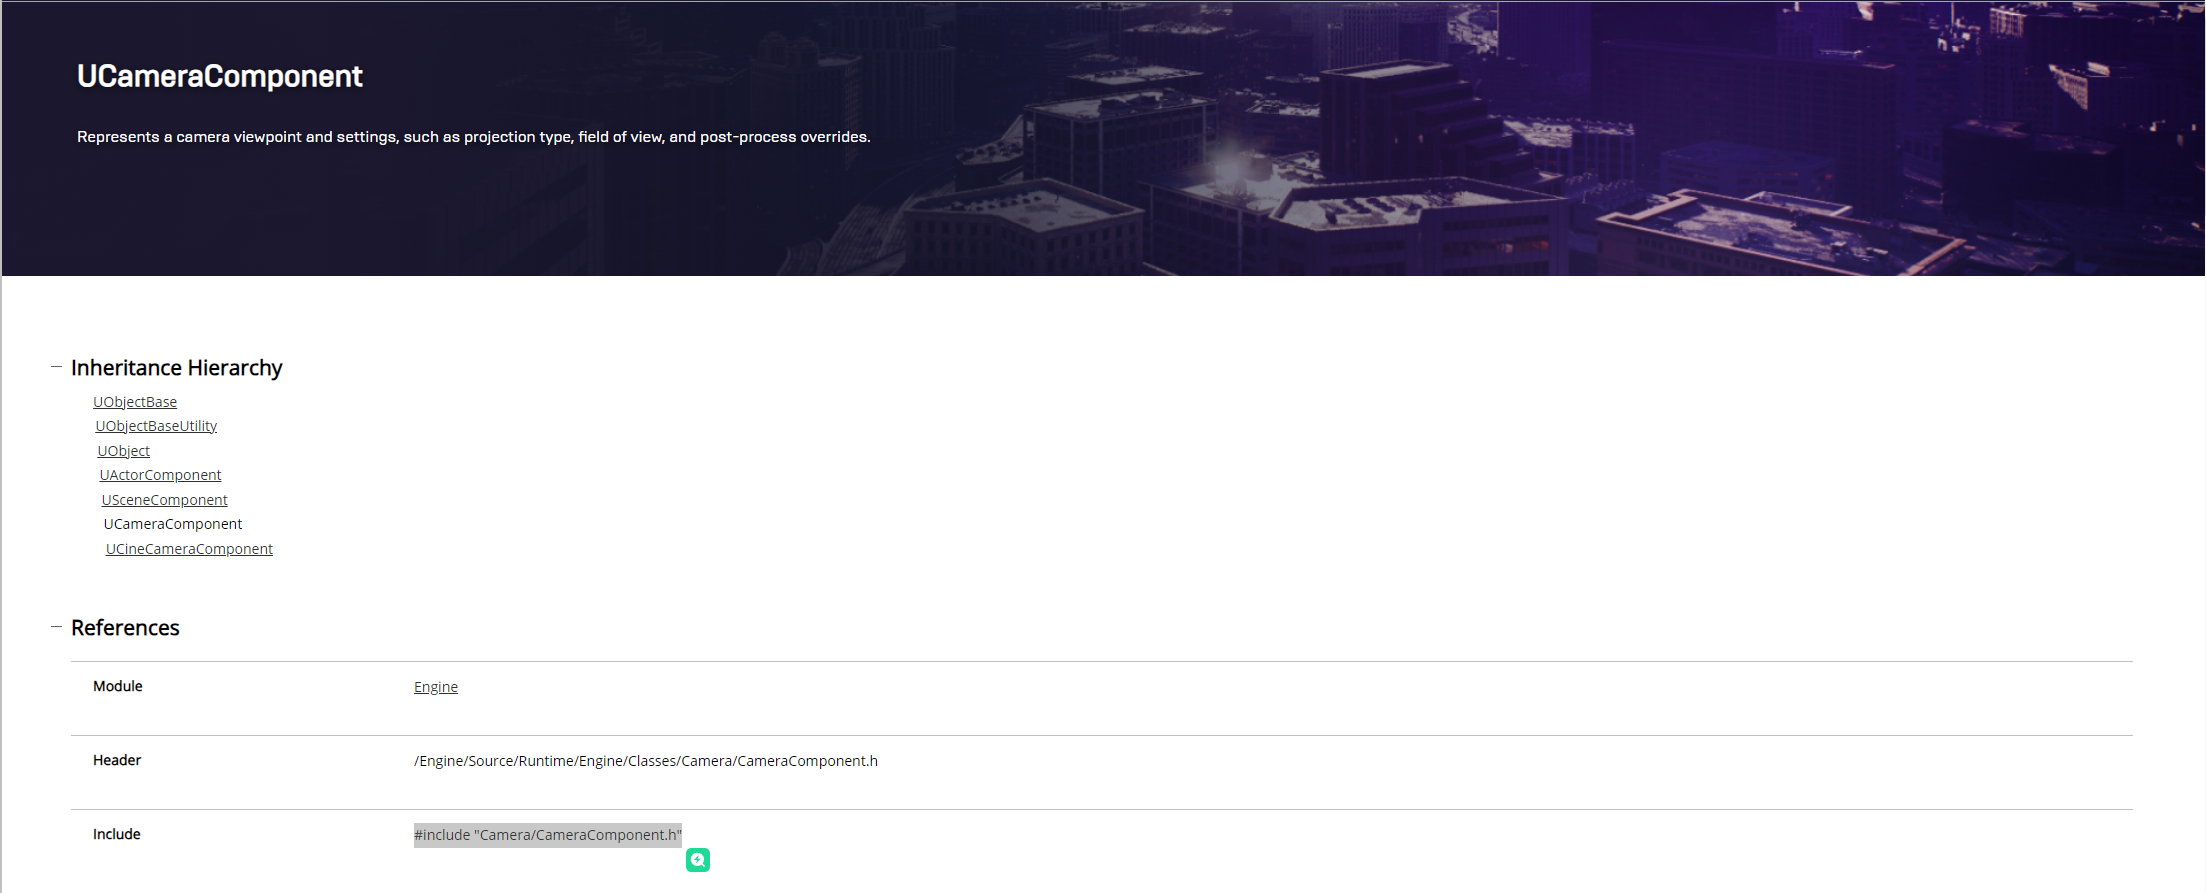 UCameraComponent
Represents a camera viewpoint and settings, such as projection type, field of view, and post-process overrides.
Inheritance Hierarchy
UObjectBase
UObjectBaseUtility
UObject
UActorComponent
USceneComponent
UCameraComponent
UCineCameraComponent
References
Module Engine
Header /Engine/Source/Runtime/Engine/Classes/Camera/CameraComponent.h
Include #include "Camera/CameraComponent.h"